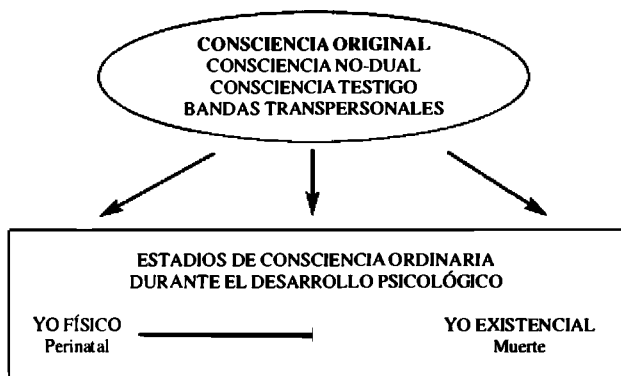 CONSCIENCIA ORIGINAL
CONSCIENCIA NO-DUAL
CONSCIENCIA TESTIGO
BANDAS TRANSPERSONALES
ESTADIOS DE CONSCIENCIA ORDINARIA
DURANTE EL DESARROLLO PSICOLÓGICO
YO FÍSICO
Perinatal
YO EXISTENCIAL
Muerte